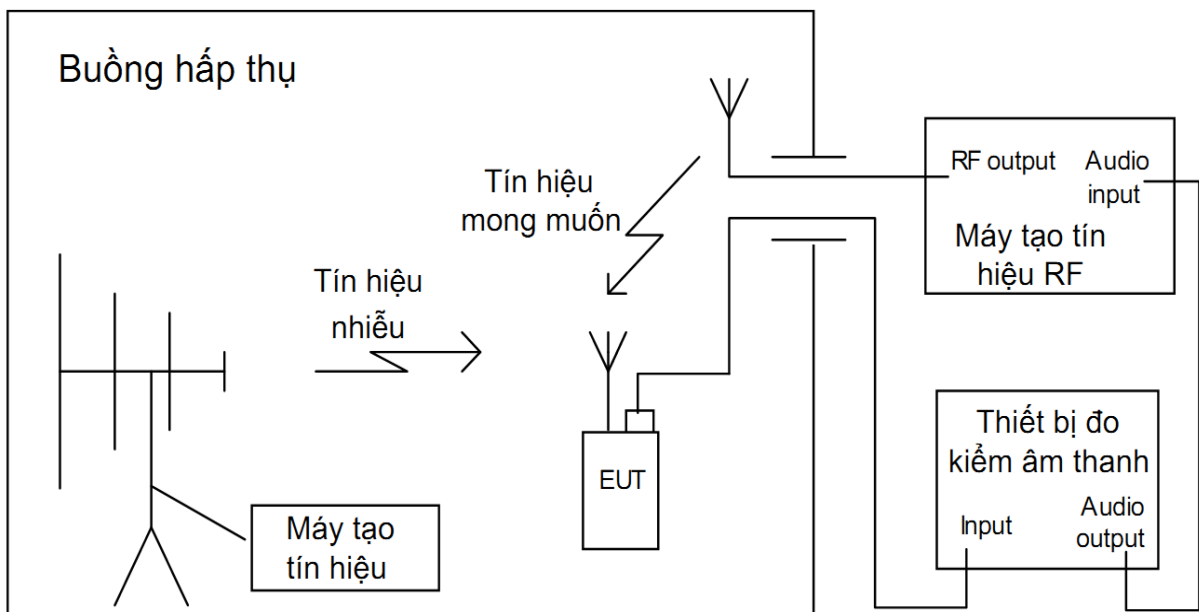 Buồng hấp thụ
Tín hiệu
mong muốn
Tín hiệu
nhiễu
RF output
Audio
input
Máy tạo tín
hiệu RF
EUT
Thiết bị đo
kiểm âm thanh
Input
Audio
output
Máy tạo
tín hiệu